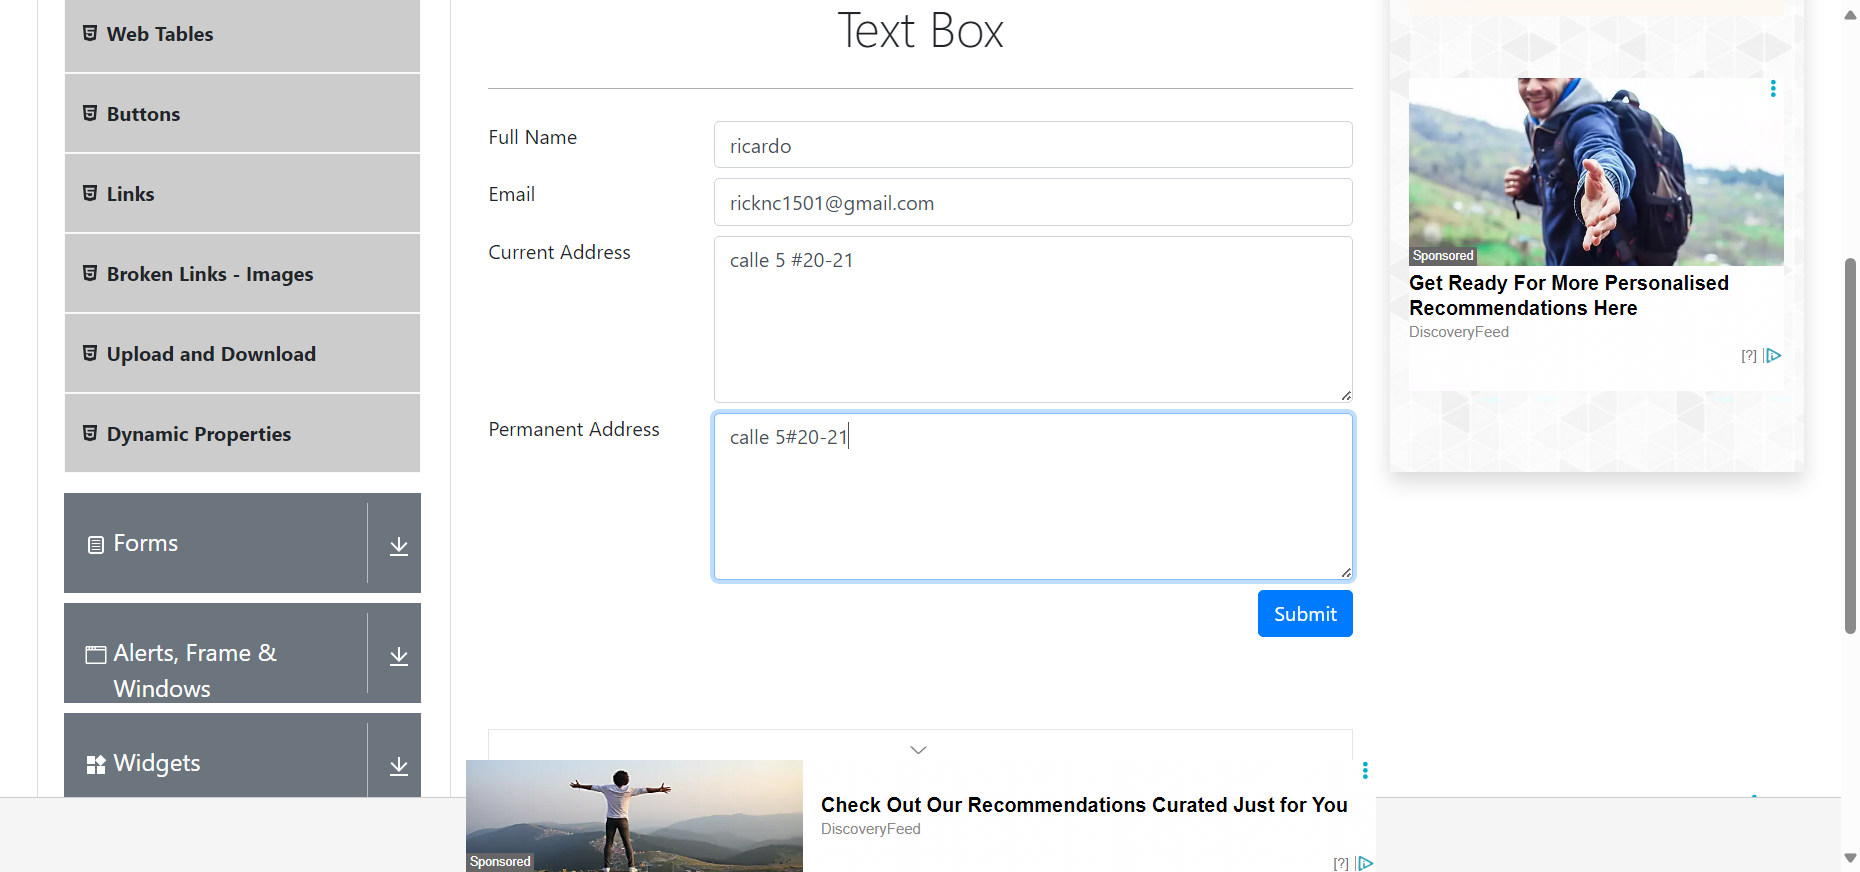 Web Tables
Buttons
Links
Broken Links - Images
Upload and Download
Dynamic Properties
Forms
Alerts, Frame &
Windows
Widgets
Text Box
Full Name
ricardo
Email
ricknc1501@gmail.com
Current Address
calle 5 #20-21
Permanent Address
calle 5#20-21
Submit
Sponsored
Get Ready For More Personalised
Recommendations Here
DiscoveryFeed
[?]
Sponsored
Check Out Our Recommendations Curated Just for You
DiscoveryFeed
[?]